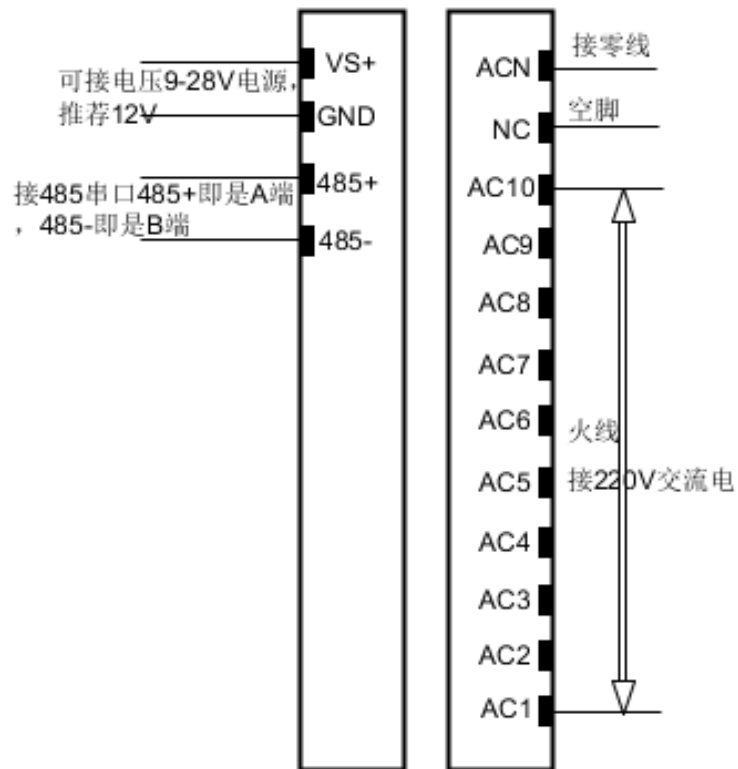 VS+
可接电压9-28V电源,
推荐12V
GND
485+
接485串口485+即是A端
,485-即是B端
485-
ACN
接零线
NC
空脚
AC10
AC9
AC8
AC7
AC6
火线
AC5
接220V交流电
AC4
AC3
AC2
AC1